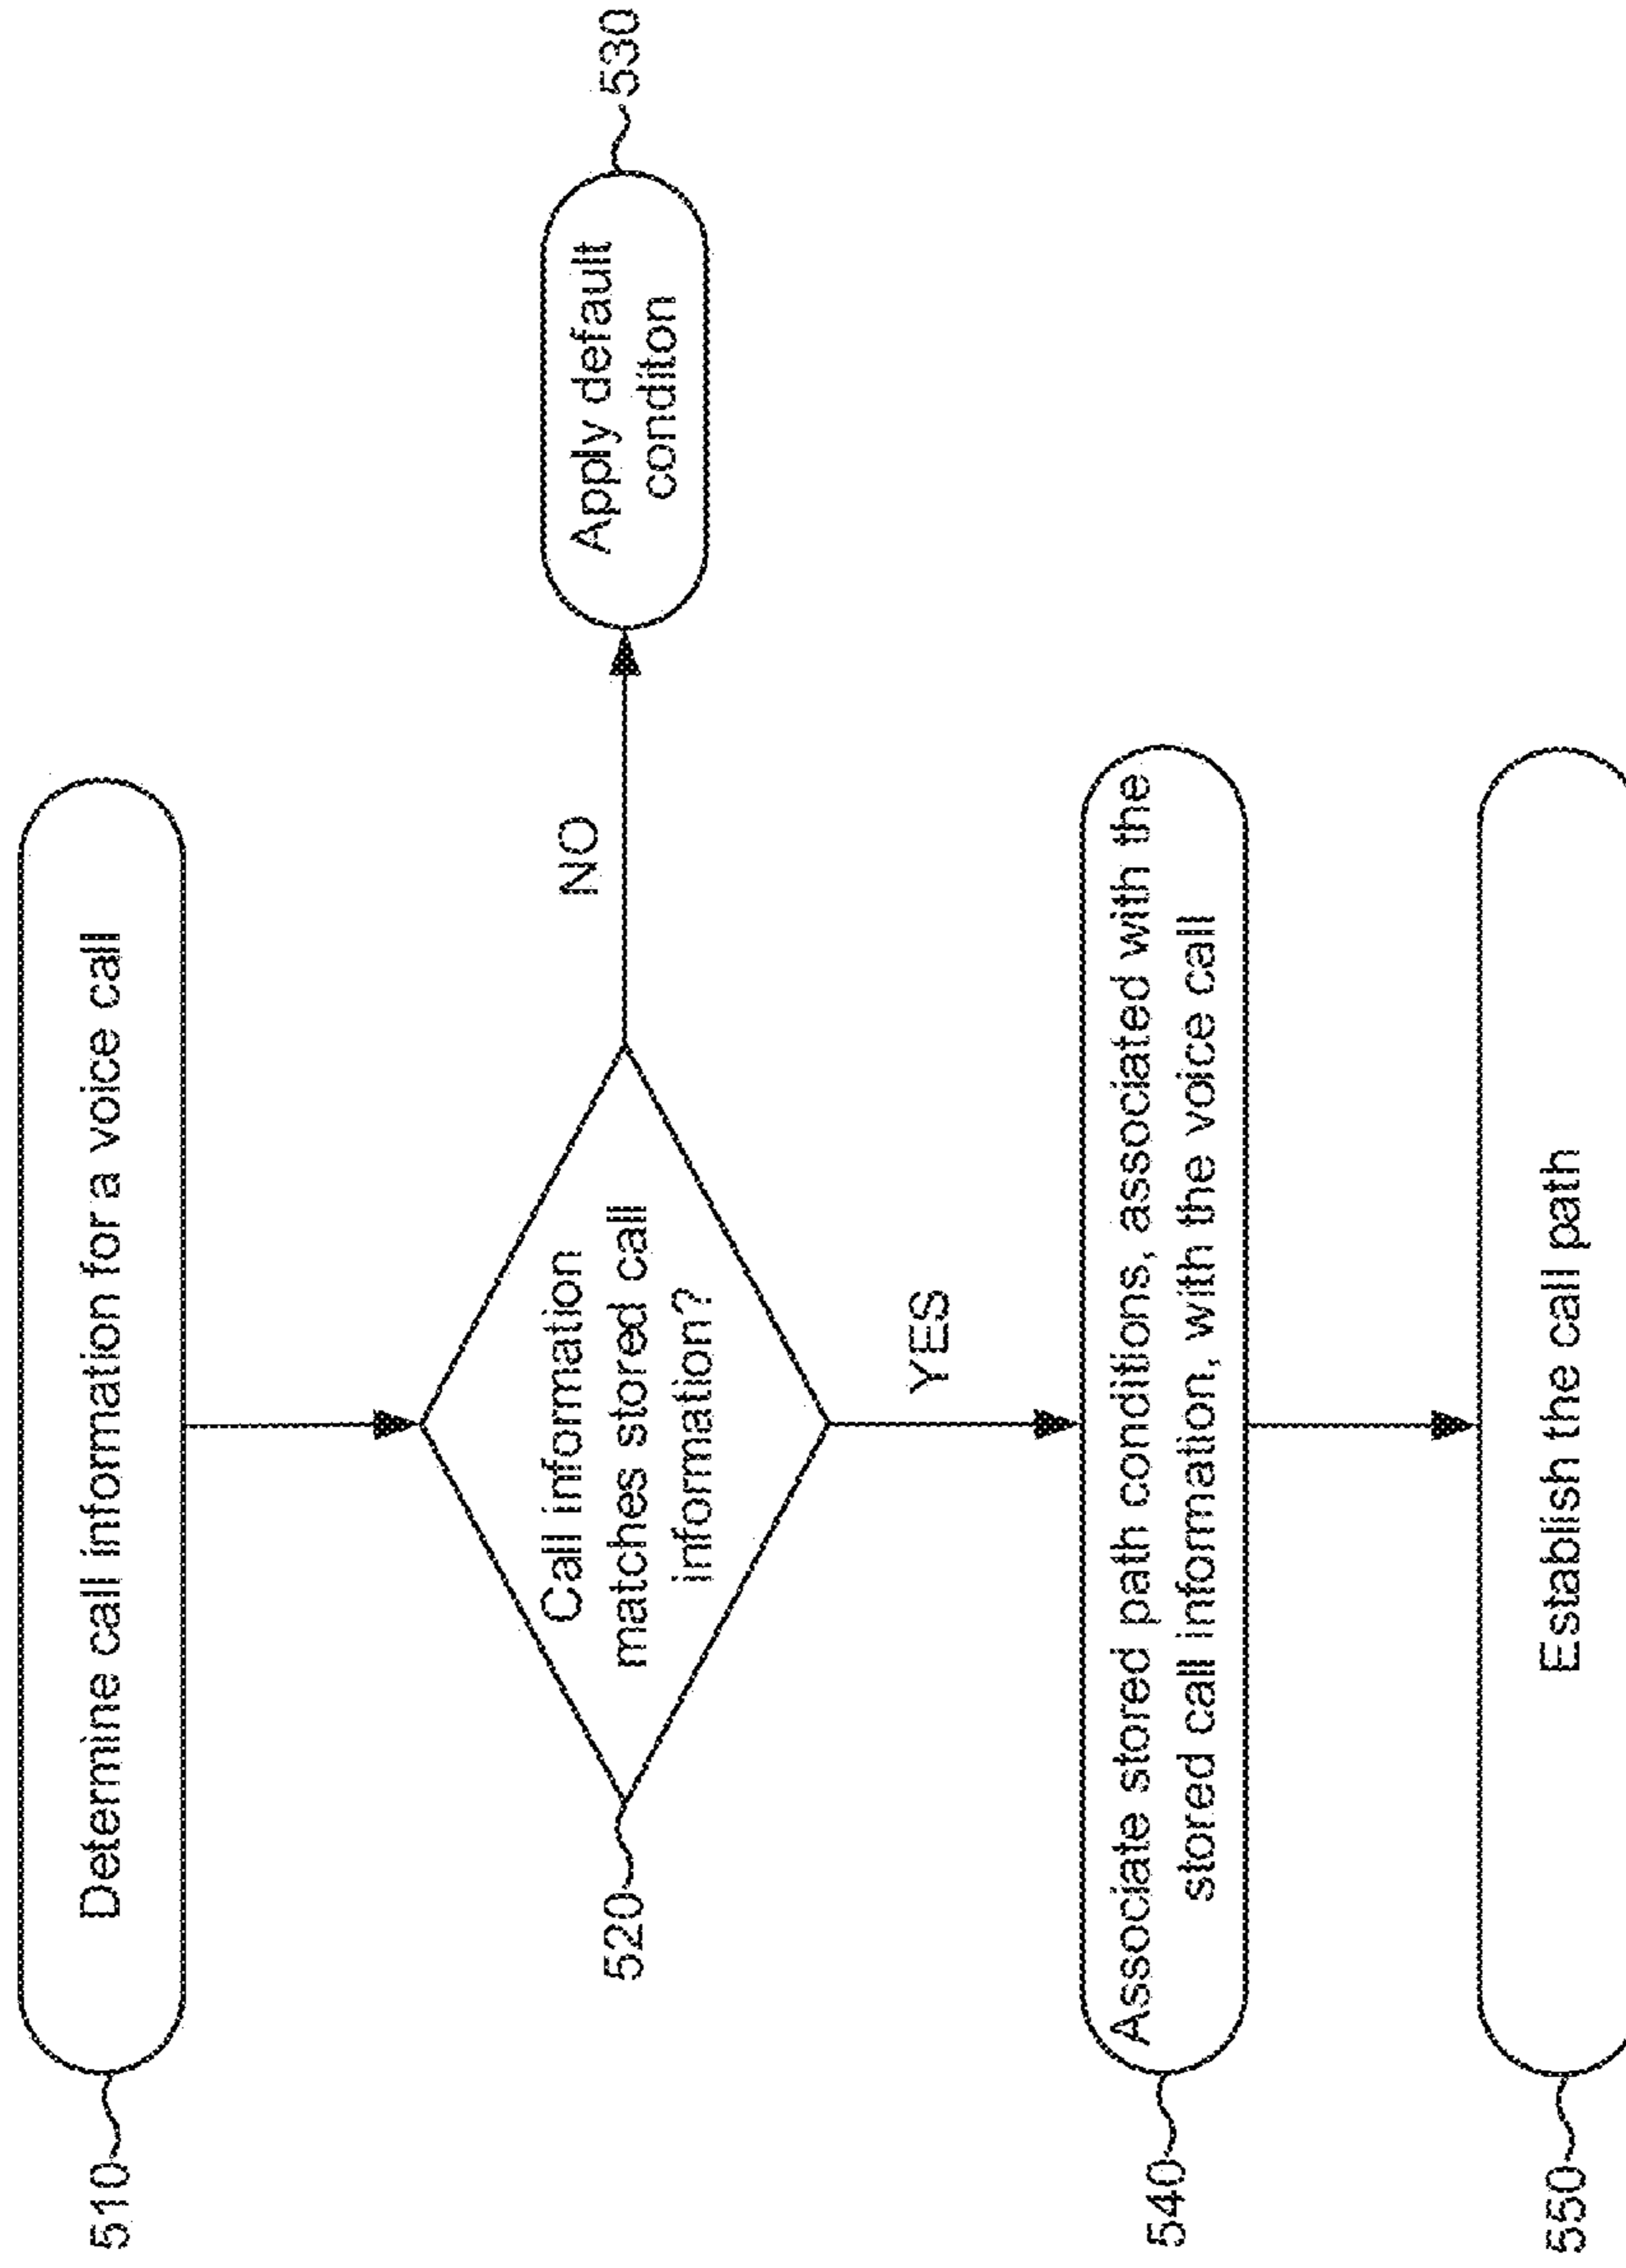 510
Determine call information for a voice call
Call information
matches stored call
information?
520
NO
Apply default
conditon
530
YES
540
Associate stored path conditions, associated with the
stored call information, with the voice call
550
Establish the call path